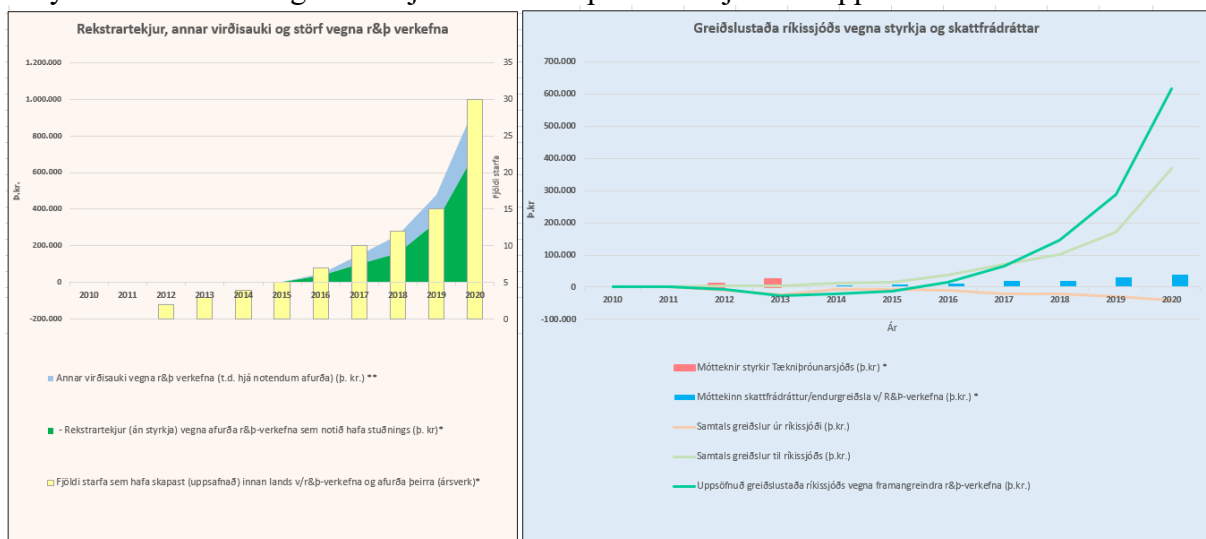 Rekstrartekjur, annar virðisauki og störf vegna r&þ verkefna
1.200.000
1.000.000
800.000
600.000
400.000
200.000
0
-200.000
Þ.kr.
35
30
25
20
15
10
5
0
Fjöldi starfa
2010 2011 2012 2013 2014 2015 2016 2017 2018 2019 2020
Annar virðisauki vegna r&þ verkefna (t.d. hjá notendum afurða) (þ. kr.) **
- Rekstrartekjur (án styrkja) vegna afurða r&þ-verkefna sem notið hafa stuðnings (þ. kr)*
Fjöldi starfa sem hafa skapast (uppsafnað) innan lands v/r&þ-verkefna og afurða þeirra (ársverk)*
Greiðslustaða ríkissjóðs vegna styrkja og skattfrádráttar
700.000
600.000
500.000
400.000
300.000
200.000
100.000
0
-100.000
Þ.kr
2010 2011 2012 2013 2014 2015 2016 2017 2018 2019 2020
Ár
Mótteknir styrkir Tækniþróunarsjóðs (þ.kr) *
Móttekinn skattfrádráttur/endurgreiðsla v/ R&Þ-verkefna (þ.kr.) *
Samtals greiðslur úr ríkissjóði (þ.kr.)
Samtals greiðslur til ríkissjóðs (þ.kr.)
Uppsöfnuð greiðslustaða ríkissjóðs vegna framangreindra r&þ-verkefna (þ.kr.)